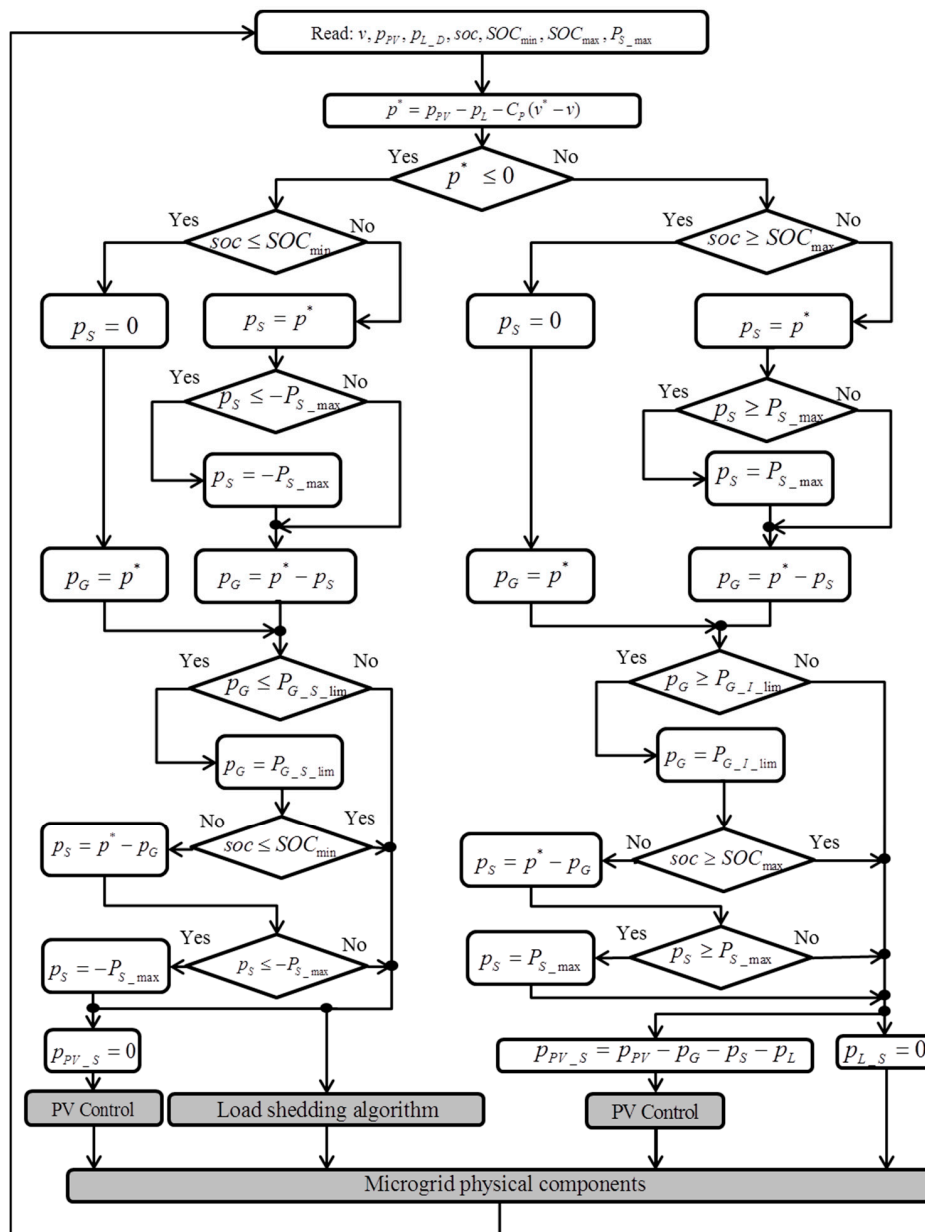 Read: v, p_PV, p_L_D, soc, SOC_min, SOC_max, P_S_max
p* = p_PV − p_L − C_P(v* − v)
Yes
No
p* ≤ 0
Yes
soc ≤ SOC_min
No
Yes
soc ≥ SOC_max
No
p_S = 0
p_S = p*
p_S = 0
p_S = p*
Yes
p_S ≤ −P_S_max
No
Yes
p_S ≥ P_S_max
No
p_S = −P_S_max
p_S = P_S_max
p_G = p*
p_G = p* − p_S
p_G = p*
p_G = p* − p_S
Yes
p_G ≤ P_G_S_lim
No
Yes
p_G ≥ P_G_I_lim
No
p_G = P_G_S_lim
p_G = P_G_I_lim
p_S = p* − p_G
No
soc ≤ SOC_min
Yes
p_S = p* − p_G
No
soc ≥ SOC_max
Yes
p_S = −P_S_max
Yes
p_S ≤ −P_S_max
No
p_S = P_S_max
Yes
p_S ≥ P_S_max
No
p_PV_S = 0
p_PV_S = p_PV − p_G − p_S − p_L
p_L_S = 0
PV Control
Load shedding algorithm
PV Control
Microgrid physical components